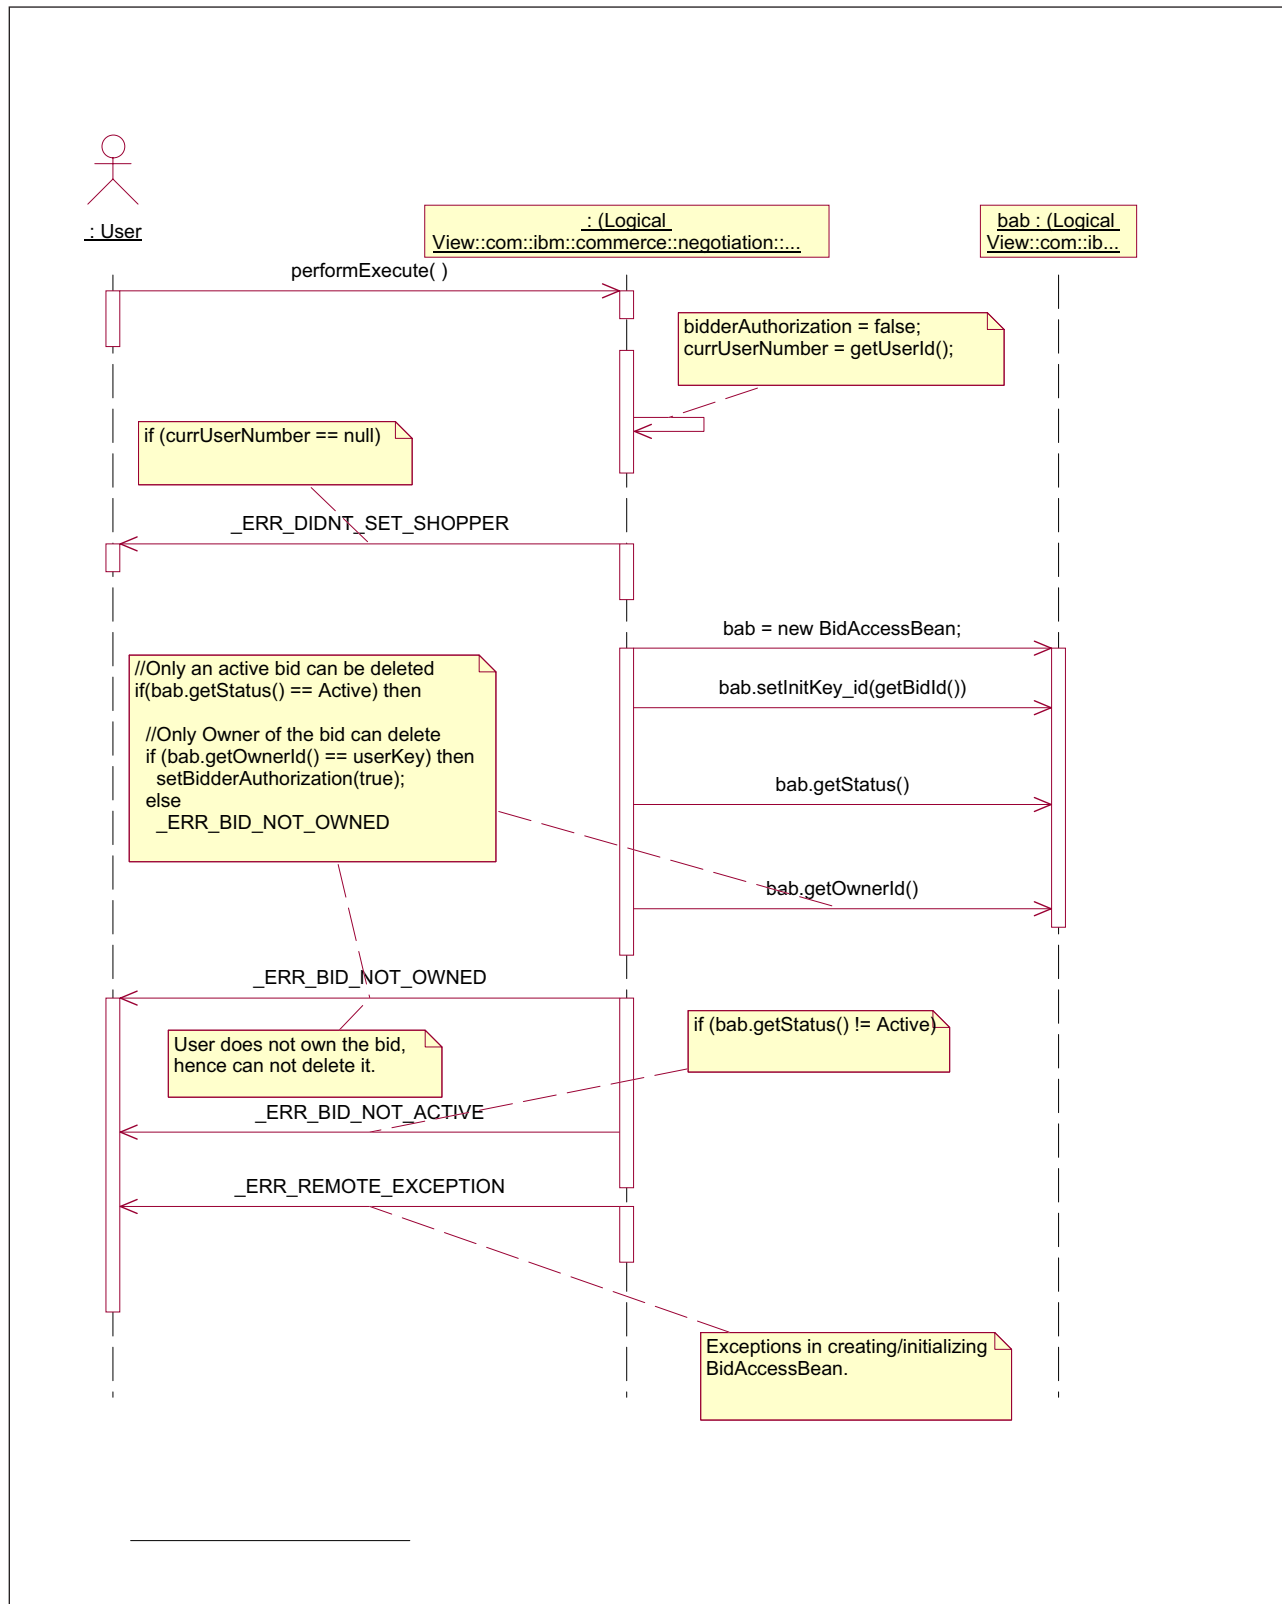 : User
: (Logical
View::com::ibm::commerce::negotiation::...
bab : (Logical
View::com::ib...
performExecute( )
bidderAuthorization = false;
currUserNumber = getUserId();
if (currUserNumber == null)
_ERR_DIDNT_SET_SHOPPER
bab = new BidAccessBean;
//Only an active bid can be deleted
if(bab.getStatus() == Active) then
//Only Owner of the bid can delete
if (bab.getOwnerId() == userKey) then
setBidderAuthorization(true);
else
_ERR_BID_NOT_OWNED
bab.setInitKey_id(getBidId())
bab.getStatus()
bab.getOwnerId()
_ERR_BID_NOT_OWNED
if (bab.getStatus() != Active)
User does not own the bid,
hence can not delete it.
_ERR_BID_NOT_ACTIVE
_ERR_REMOTE_EXCEPTION
Exceptions in creating/initializing
BidAccessBean.